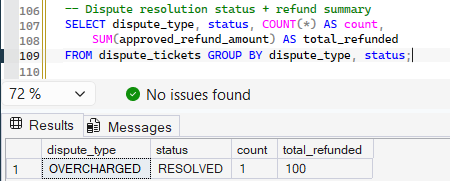 106
-- Dispute resolution status + refund summary
107
SELECT dispute_type, status, COUNT(*) AS count,
108
SUM(approved_refund_amount) AS total_refunded
109
FROM dispute_tickets GROUP BY dispute_type, status;
110
72 %
No issues found
Results
Messages
dispute_type status count total_refunded
1 OVERCHARGED RESOLVED 1 100